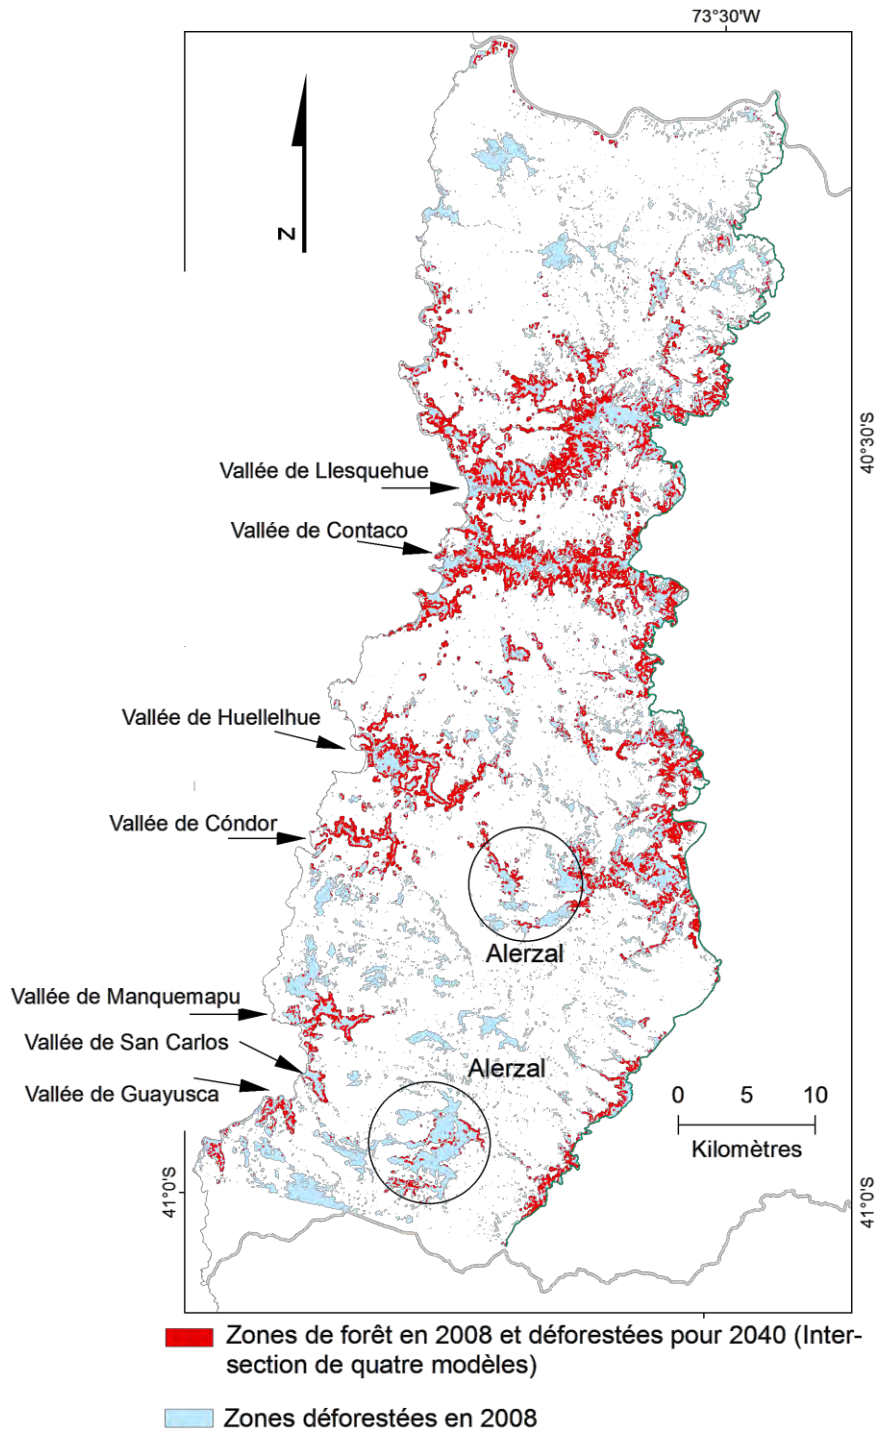 73°30'W
N
40°30'S
Vallée de Llesquehue
Vallée de Contaco
Vallée de Huellelhue
Vallée de Cóndor
Alerzal
Vallée de Manquemapu
Vallée de San Carlos
Alerzal
Vallée de Guayusca
0 5 10
Kilomètres
41°0'S
41°0'S
Zones de forêt en 2008 et déforestées pour 2040 (Inter-
section de quatre modèles)
Zones déforestées en 2008